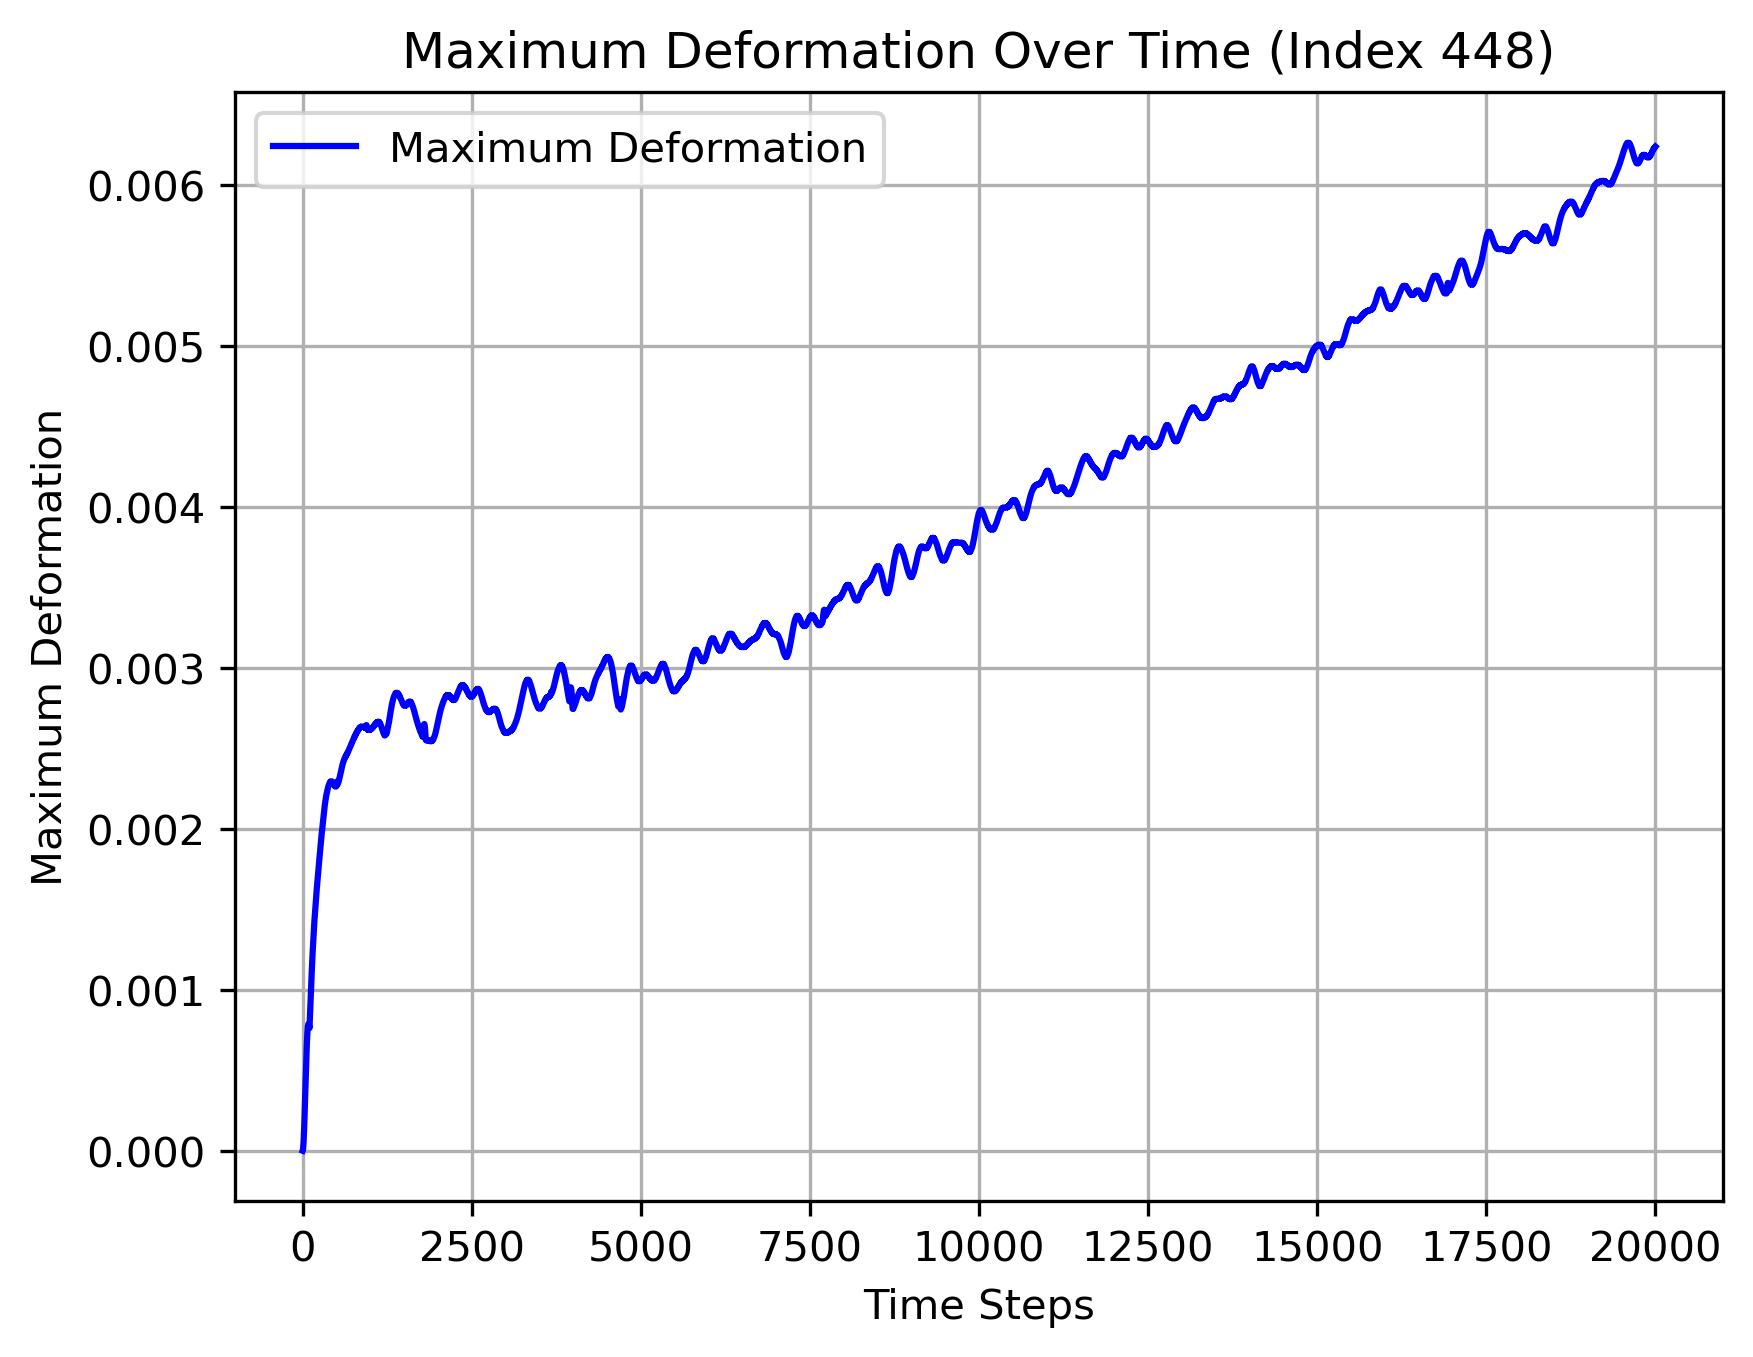 Maximum Deformation Over Time (Index 448)
Maximum Deformation
0.006
0.005
0.004
0.003
0.002
0.001
0.000
Maximum Deformation
0 2500 5000 7500 10000 12500 15000 17500 20000
Time Steps